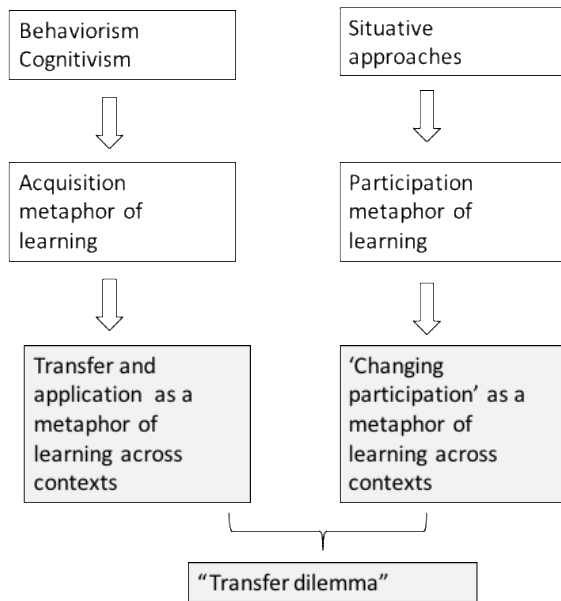 Behaviorism
Cognitivism
Situative
approaches
Acquisition
metaphor of
learning
Participation
metaphor of
learning
Transfer and
application as a
metaphor of
learning across
contexts
‘Changing
participation’ as a
metaphor of
learning across
contexts
“Transfer dilemma”